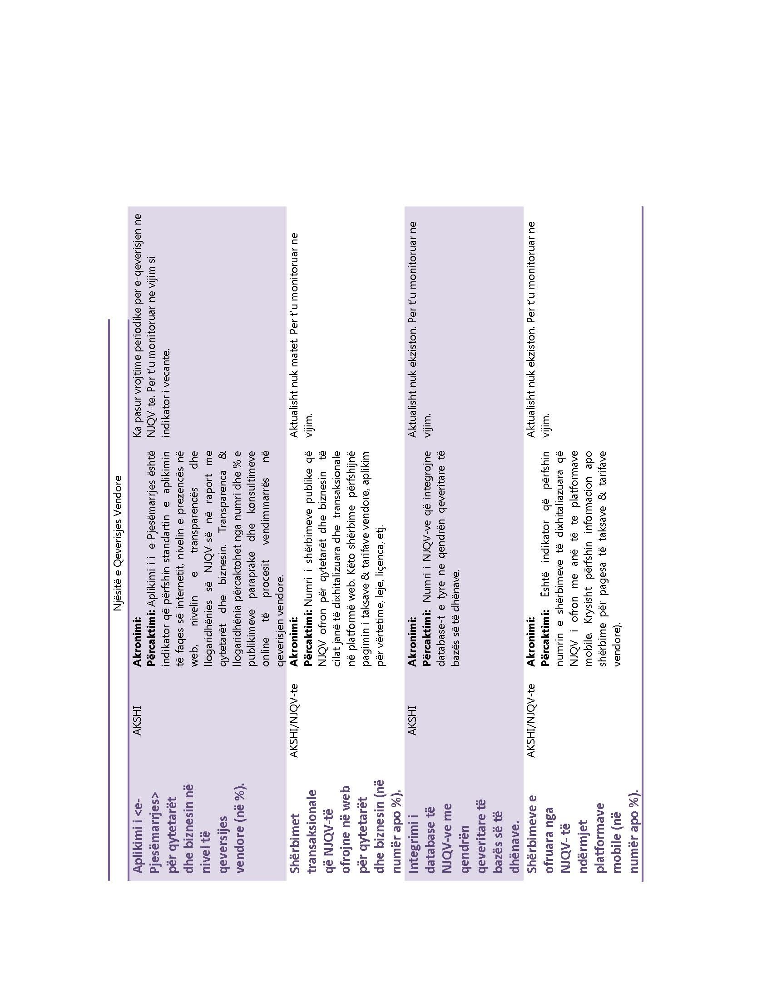 Njësitë e Qeverisjes Vendore
Aplikimi i <e-
Pjesëmarrjes>
për qytetarët
dhe biznesin në
nivel të
qeversijes
vendore (në %).
AKSHI
Akronimi:
Përcaktimi: Aplikimi i i e-Pjesëmarrjes është
indikator që përfshin standartin e aplikimin
të faqes së internetit, nivelin e prezencës në
web, nivelin e transparencës dhe
llogaridhënies së NJQV-së në raport me
qytetarët dhe biznesin. Transparenca &
llogaridhënia përcaktohet nga numri dhe % e
publikimeve paraprake dhe konsultimeve
online të procesit vendimmarrës në
qeverisjen vendore.
Ka pasur vrojtime periodike per e-qeverisjen ne
NJQV-te. Per t'u monitoruar ne vijim si
indikator i vecante.
Shërbimet
transaksionale
që NJQV-të
ofrojne në web
për qytetarët
dhe biznesin (në
numër apo %).
AKSHI/NJQV-te
Akronimi:
Përcaktimi: Numri i shërbimeve publike që
NJQV ofron për qytetarët dhe biznesin të
cilat janë të dixhitalizuara dhe transaksionale
në platformë web. Këto shërbime përfshijnë
pagimin i taksave & tarifave vendore, aplikim
për vërtetime, leje, liçenca, etj.
Aktualisht nuk matet. Per t'u monitoruar ne
vijim.
Integrimi i
database të
NJQV-ve me
qendrën
qeveritare të
bazës së të
dhënave.
AKSHI
Akronimi:
Përcaktimi: Numri i NJQV-ve që integrojne
database-t e tyre ne qendrën qeveritare të
bazës së të dhënave.
Aktualisht nuk ekziston. Per t'u monitoruar ne
vijim.
Shërbimeve e
ofruara nga
NJQV- të
ndërmjet
platformave
mobile (në
numër apo %).
AKSHI/NJQV-te
Akronimi:
Përcaktimi: Është indikator që përfshin
numrin e shërbimeve të dixhitaliazuara që
NJQV i ofron me anë të te platformave
mobile. Krysisht përfshin informacion apo
shërbime për pagesa të taksave & tarifave
vendore).
Aktualisht nuk ekziston. Per t'u monitoruar ne
vijim.